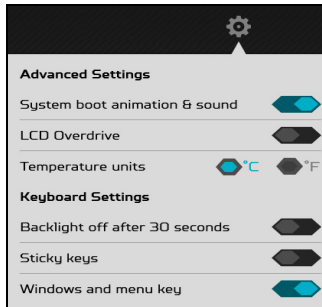 Advanced Settings
System boot animation & sound
LCD Overdrive
Temperature units °C °F
Keyboard Settings
Backlight off after 30 seconds
Sticky keys
Windows and menu key